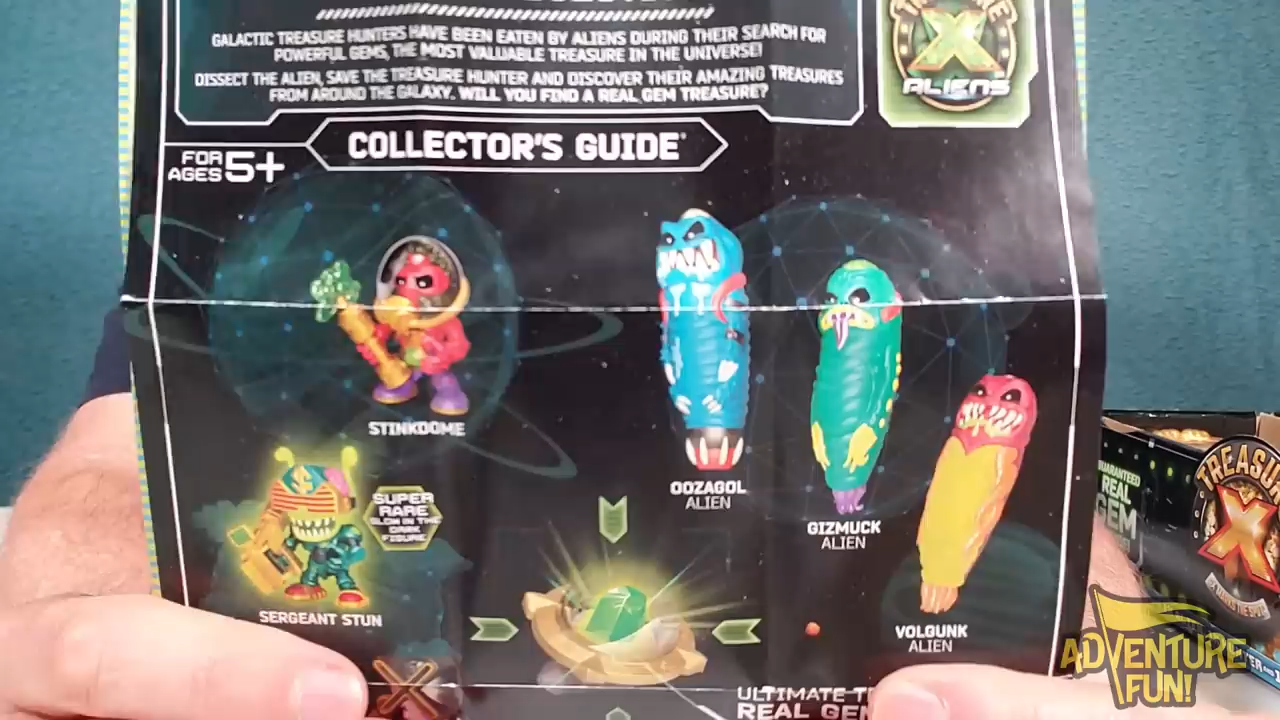 GALACTIC TREASURE HUNTERS HAVE BEEN EATEN BY ALIENS DURING THEIR SEARCH FOR
POWERFUL GEMS, THE MOST VALUABLE TREASURE IN THE UNIVERSE!
DISSECT THE ALIEN, SAVE THE TREASURE HUNTER AND DISCOVER THEIR AMAZING TREASURES
FROM AROUND THE GALAXY. WILL YOU FIND A REAL GEM TREASURE?
X
ALIENS
COLLECTOR'S GUIDE
FOR
AGES 5+
STINKDOME
OOZAGOL
ALIEN
GIZMUCK
ALIEN
VOLGUNK
ALIEN
SUPER
RARE
GLOW IN THE
DARK
FIGURE
SERGEANT STUN
ULTIMATE
REAL GEM
GUARANTEED
REAL
GEM
TREASU
X
ADVENTURE
FUN!